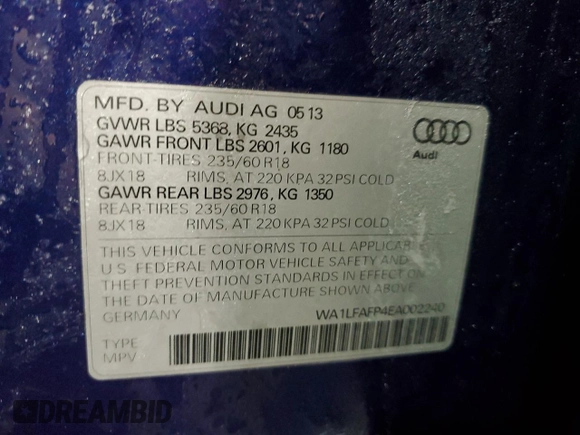 MFD. BY AUDI AG 05 13
GVWR LBS 5368, KG 2435
GAWR FRONT LBS 2601, KG 1180
FRONT-TIRES 235/60 R18
8JX18 RIMS, AT 220 KPA 32 PSI COLD
GAWR REAR LBS 2976, KG 1350
REAR-TIRES 235/60 R18
8JX18 RIMS, AT 220 KPA 32 PSI COLD
Audi
THIS VEHICLE CONFORMS TO ALL APPLICABLE
U.S. FEDERAL MOTOR VEHICLE SAFETY AND
THEFT PREVENTION STANDARDS IN EFFECT ON
THE DATE OF MANUFACTURE SHOWN ABOVE
GERMANY WA1LFAFP4EA002240
TYPE
MPV
DREAMBID